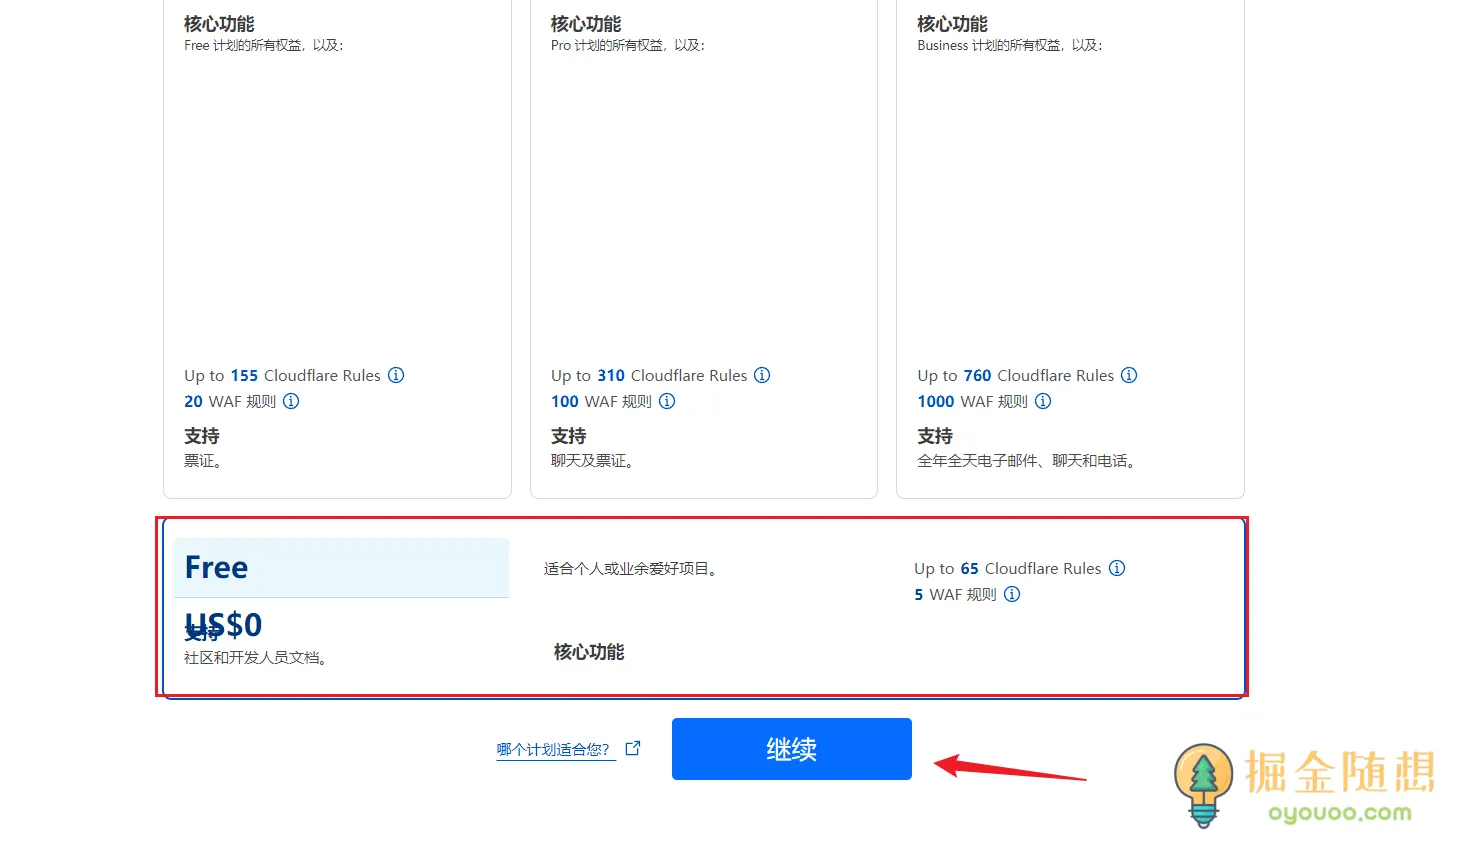 核心功能
Free 计划的所有权益，以及：
Up to 155 Cloudflare Rules
20 WAF 规则
支持
票证。
核心功能
Pro 计划的所有权益，以及：
Up to 310 Cloudflare Rules
100 WAF 规则
支持
聊天及票证。
核心功能
Business 计划的所有权益，以及：
Up to 760 Cloudflare Rules
1000 WAF 规则
支持
全年全天电子邮件、聊天和电话。
Free
US$0
支持
社区和开发人员文档。
适合个人或业余爱好项目。
核心功能
Up to 65 Cloudflare Rules
5 WAF 规则
哪个计划适合您？
继续
掘金随想
oyouoo.com